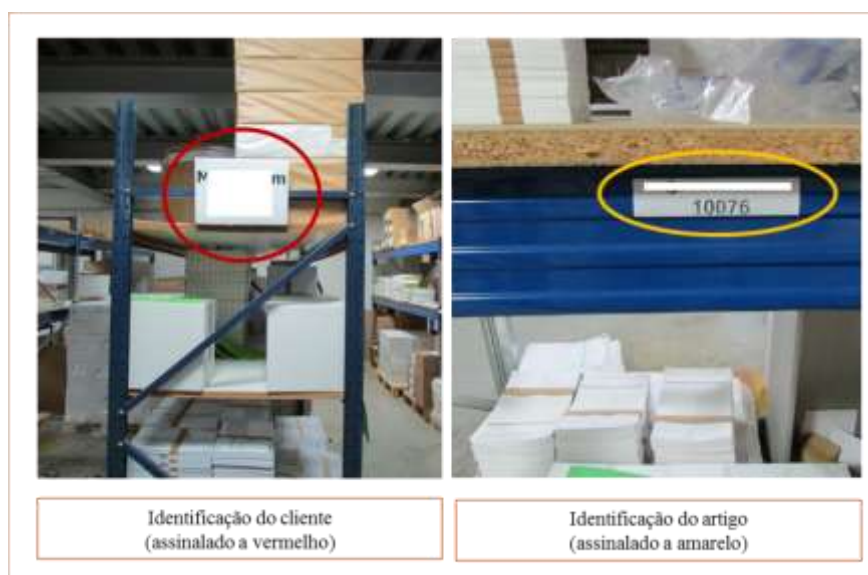 10076
Identificação do cliente
(assinalado a vermelho)
Identificação do artigo
(assinalado a amarelo)